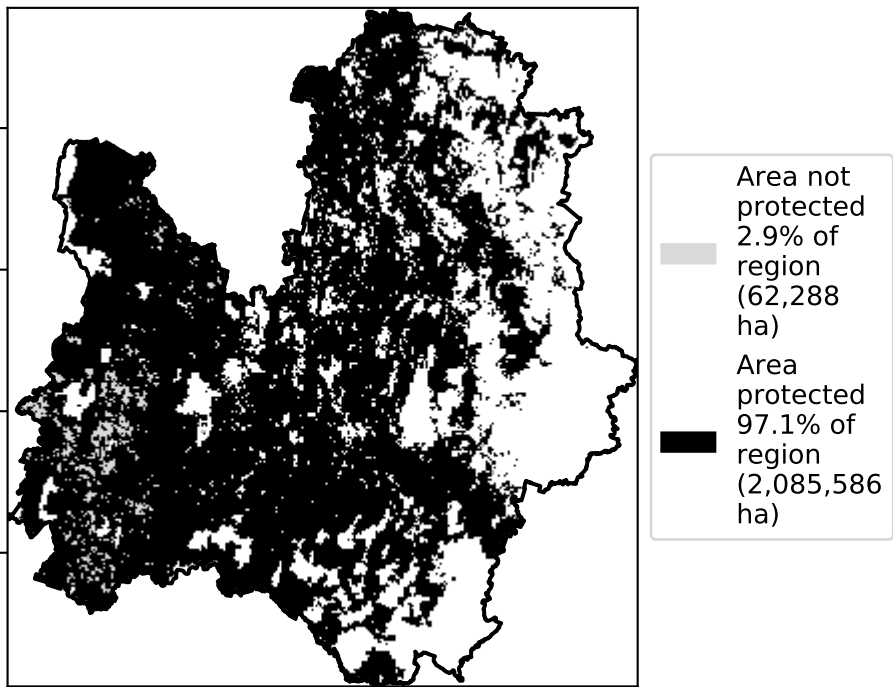 Area not
protected
2.9% of
region
(62,288
ha)
Area
protected
97.1% of
region
(2,085,586
ha)